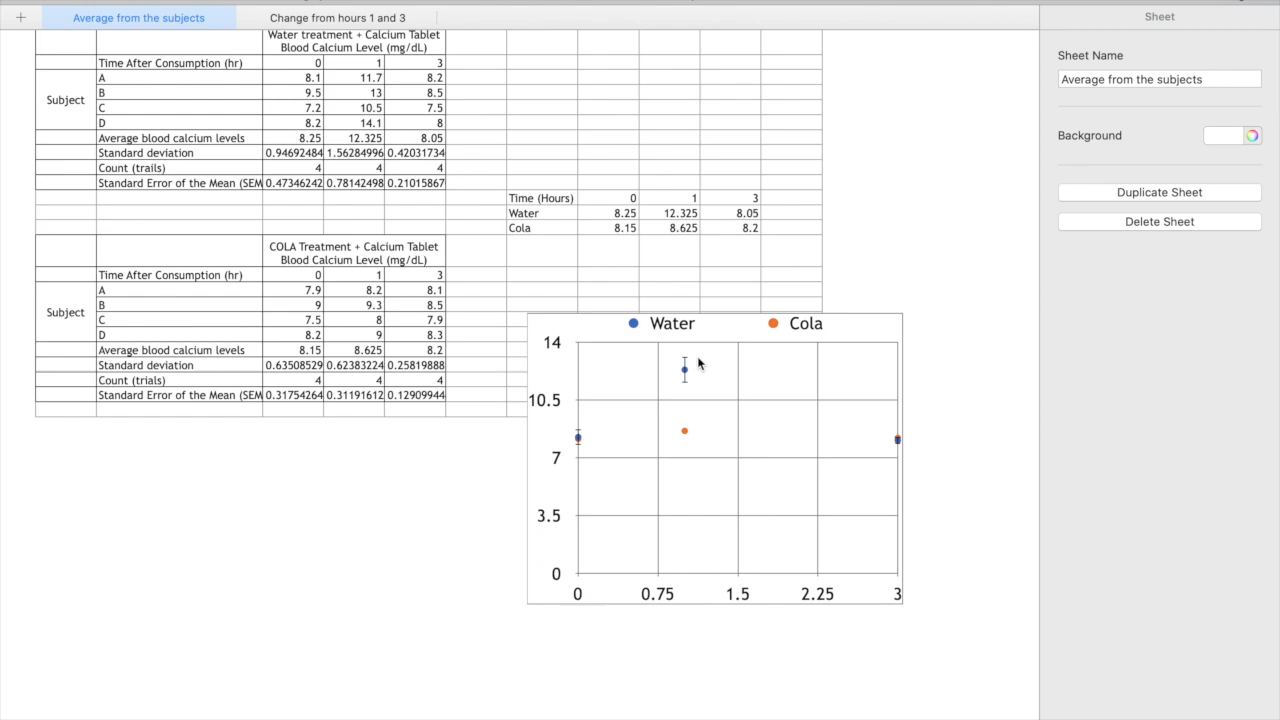 Average from the subjects
Change from hours 1 and 3
Sheet
Water treatment + Calcium Tablet
Blood Calcium Level (mg/dL)
Time After Consumption (hr) 0 1 3
Subject
A 8.1 11.7 8.2
B 9.5 13 8.5
C 7.2 10.5 7.5
D 8.2 14.1 8
Average blood calcium levels 8.25 12.325 8.05
Standard deviation 0.94692484 1.56284996 0.42031734
Count (trails) 4 4 4
Standard Error of the Mean (SEM 0.47346242 0.78142498 0.21015867
Time (Hours) 0 1 3
Water 8.25 12.325 8.05
Cola 8.15 8.625 8.2
COLA Treatment + Calcium Tablet
Blood Calcium Level (mg/dL)
Time After Consumption (hr) 0 1 3
Subject
A 7.9 8.2 8.1
B 9 9.3 8.5
C 7.5 8 7.9
D 8.2 9 8.3
Average blood calcium levels 8.15 8.625 8.2
Standard deviation 0.63508529 0.62383224 0.25819888
Count (trials) 4 4 4
Standard Error of the Mean (SEM 0.31754264 0.31191612 0.12909944
Water Cola
14
10.5
7
3.5
0
0 0.75 1.5 2.25 3
Sheet Name
Average from the subjects
Background
Duplicate Sheet
Delete Sheet